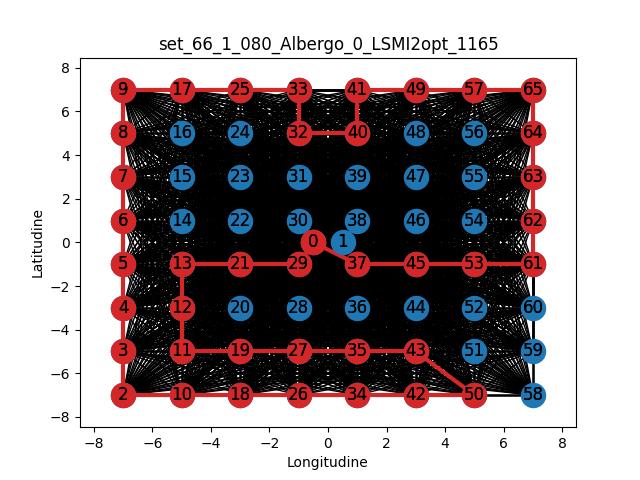 set_66_1_080_Albergo_0_LSMI2opt_1165
8
9 17 25 33 41 49 57 65
6
8 16 24 32 40 48 56 64
4
7 15 23 31 39 47 55 63
2
6 14 22 30 38 46 54 62
0
0 1
5 13 21 29 37 45 53 61
−2
4 12 20 28 36 44 52 60
−4
3 11 19 27 35 43 51 59
−6
2 10 18 26 34 42 50 58
−8
Latitudine
−8 −6 −4 −2 0 2 4 6 8
Longitudine